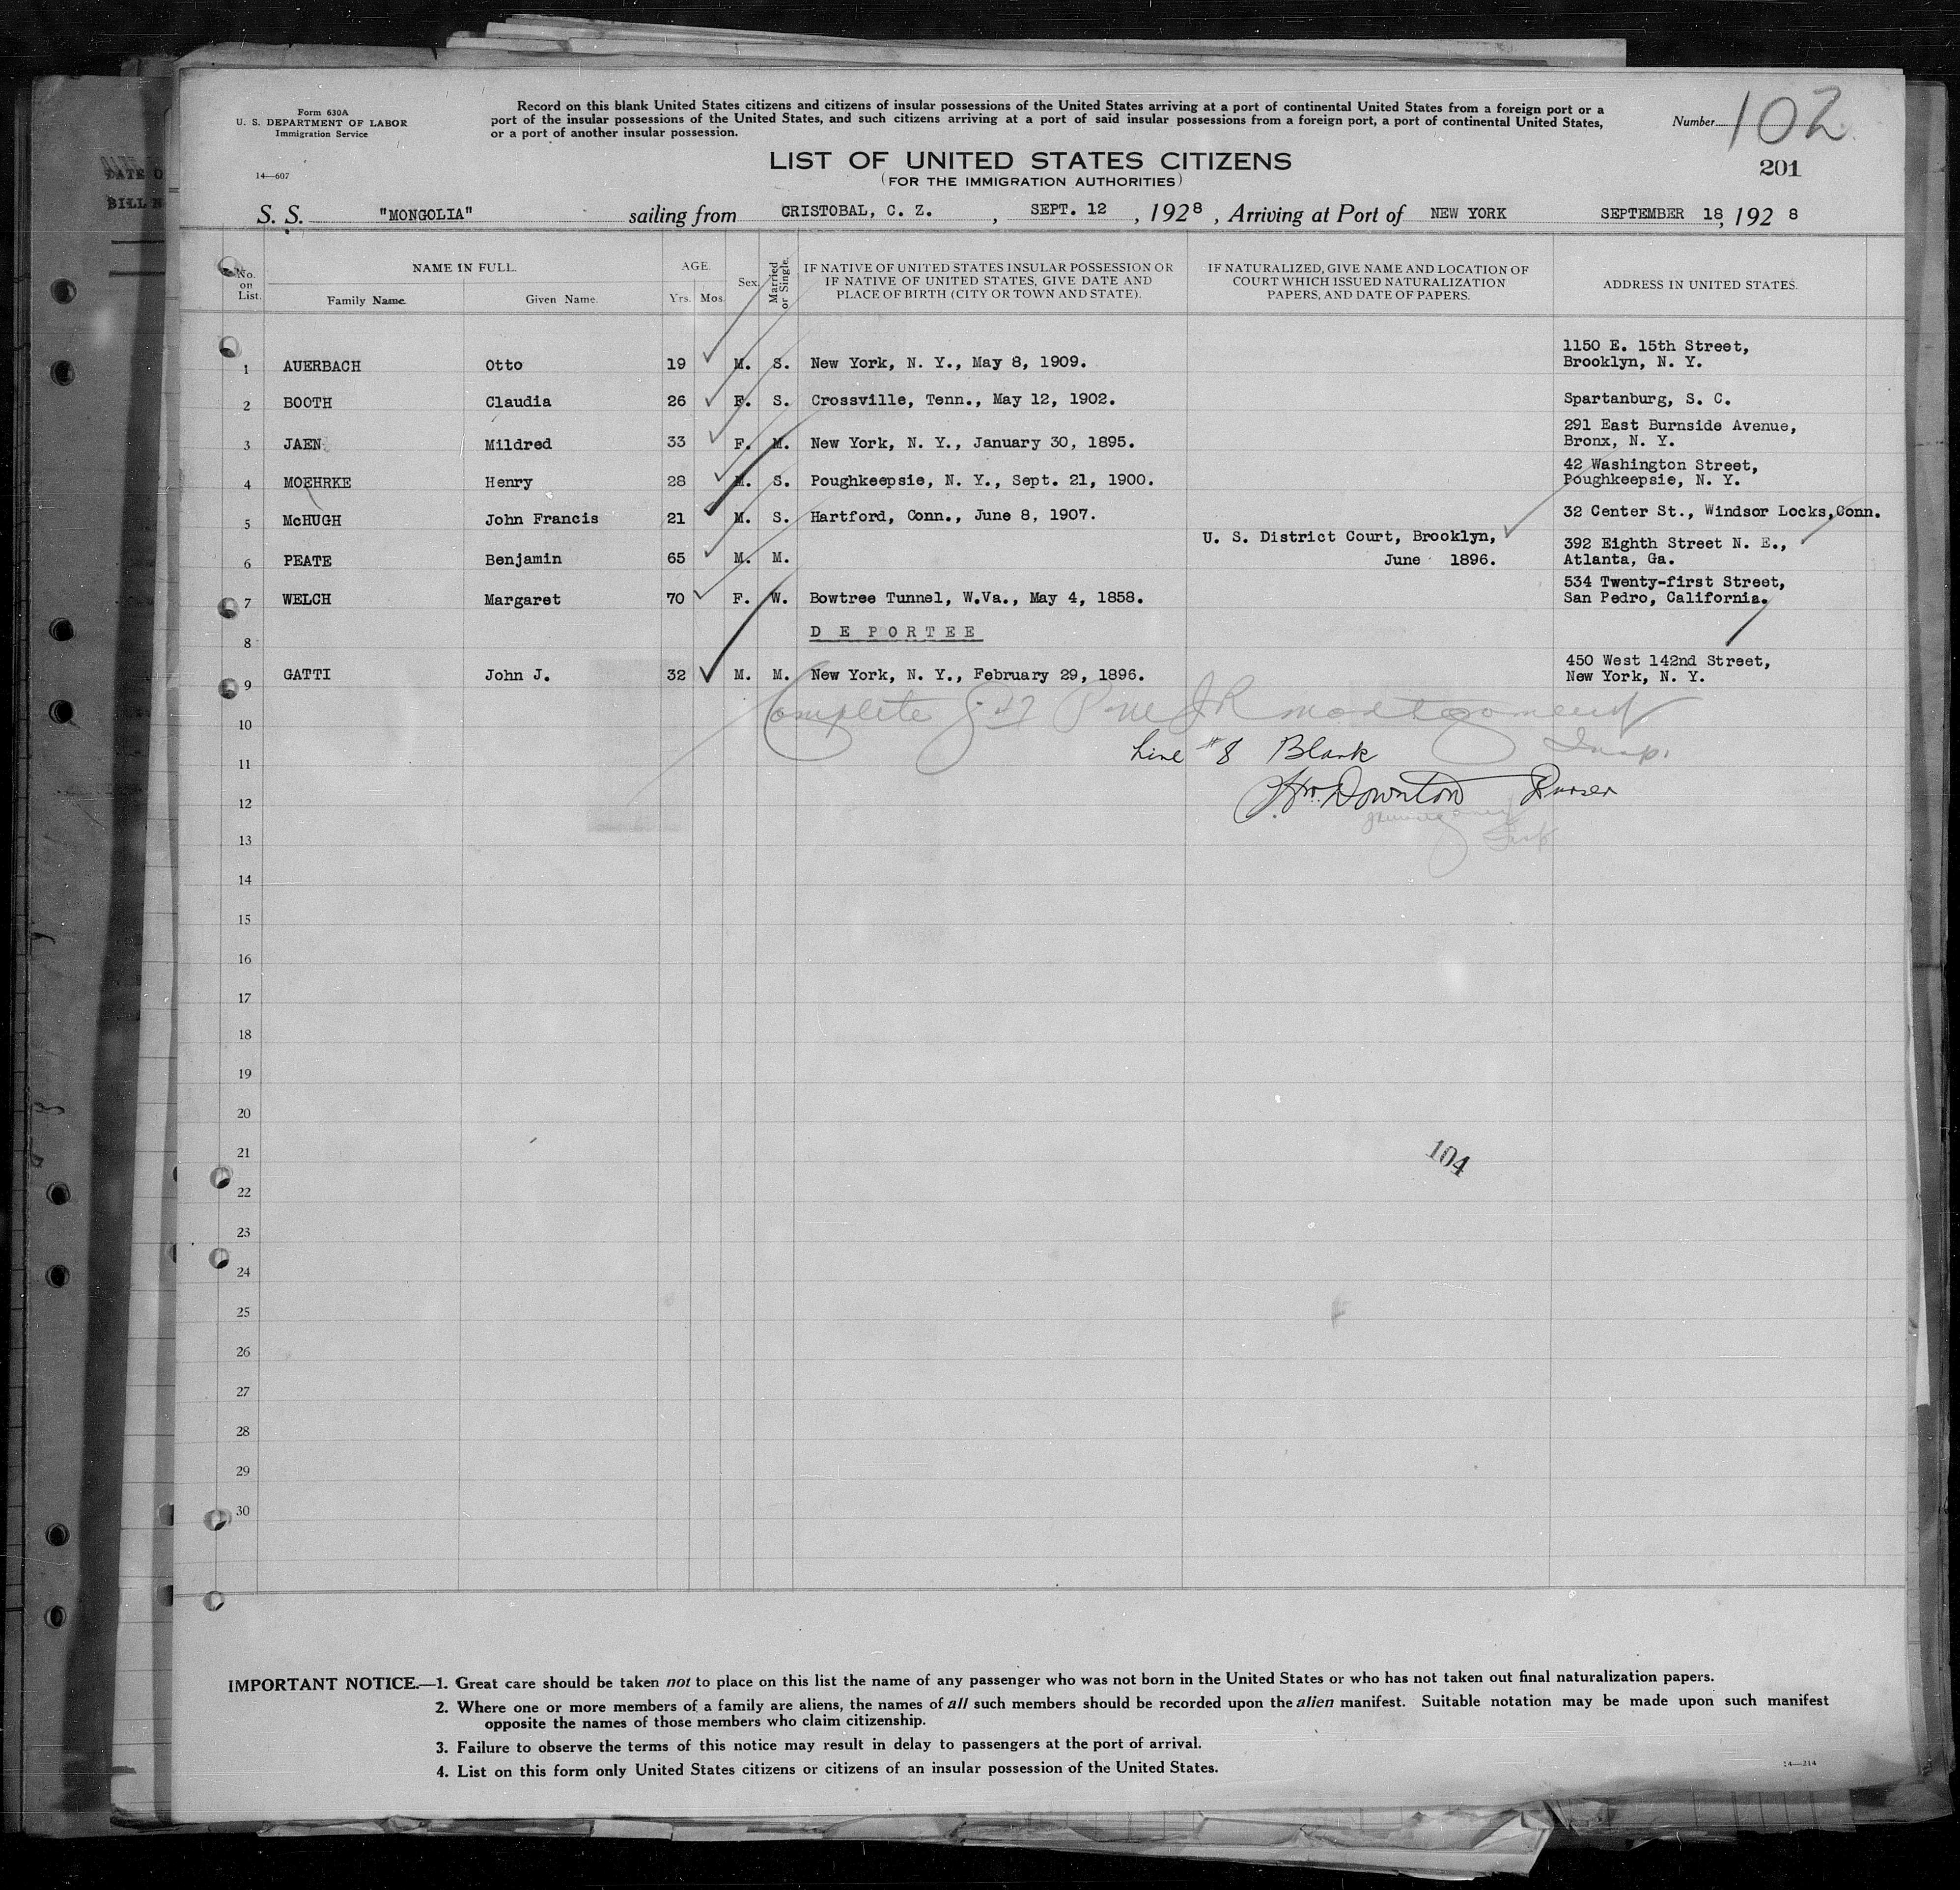 Form 630A
U. S. DEPARTMENT OF LABOR
Immigration Service
14—607
Record on this blank United States citizens and citizens of insular possessions of the United States arriving at a port of continental United States from a foreign port or a
port of the insular possessions of the United States, and such citizens arriving at a port of said insular possessions from a foreign port, a port of continental United States,
or a port of another insular possession.
Number 102
201
LIST OF UNITED STATES CITIZENS
(FOR THE IMMIGRATION AUTHORITIES)
S. S. "MONGOLIA" sailing from CRISTOBAL, C. Z. , SEPT. 12 , 1928 , Arriving at Port of NEW YORK SEPTEMBER 18, 1928
No. on List. NAME IN FULL. Family Name. Given Name. AGE. Yrs. Mos. Sex. Married or Single. IF NATIVE OF UNITED STATES INSULAR POSSESSION OR IF NATIVE OF UNITED STATES, GIVE DATE AND PLACE OF BIRTH (CITY OR TOWN AND STATE). IF NATURALIZED, GIVE NAME AND LOCATION OF COURT WHICH ISSUED NATURALIZATION PAPERS, AND DATE OF PAPERS. ADDRESS IN UNITED STATES.
1 AUERBACH Otto 19 M. S. New York, N. Y., May 8, 1909. 1150 E. 15th Street, Brooklyn, N. Y.
2 BOOTH Claudia 26 F. S. Crossville, Tenn., May 12, 1902. Spartanburg, S. C.
3 JAEN Mildred 33 F. M. New York, N. Y., January 30, 1895. 291 East Burnside Avenue, Bronx, N. Y.
4 MOEHRKE Henry 28 M. S. Poughkeepsie, N. Y., Sept. 21, 1900. 42 Washington Street, Poughkeepsie, N. Y.
5 McHUGH John Francis 21 M. S. Hartford, Conn., June 8, 1907. 32 Center St., Windsor Locks, Conn.
6 PEATE Benjamin 65 M. M. U. S. District Court, Brooklyn, June 1896. 392 Eighth Street N. E., Atlanta, Ga.
7 WELCH Margaret 70 F. W. Bowtree Tunnel, W.Va., May 4, 1858. 534 Twenty-first Street, San Pedro, California.
8 DEPORTEE
9 GATTI John J. 32 M. M. New York, N. Y., February 29, 1896. 450 West 142nd Street, New York, N. Y.
10 Complete JR Montgomery
11 Line #8 Blank Insp.
12 Downton Purser
13
14
15
16
17
18
19
20
21
104
22
23
24
25
26
27
28
29
30
IMPORTANT NOTICE.—1. Great care should be taken not to place on this list the name of any passenger who was not born in the United States or who has not taken out final naturalization papers.
2. Where one or more members of a family are aliens, the names of all such members should be recorded upon the alien manifest. Suitable notation may be made upon such manifest
opposite the names of those members who claim citizenship.
3. Failure to observe the terms of this notice may result in delay to passengers at the port of arrival.
4. List on this form only United States citizens or citizens of an insular possession of the United States.
14—214